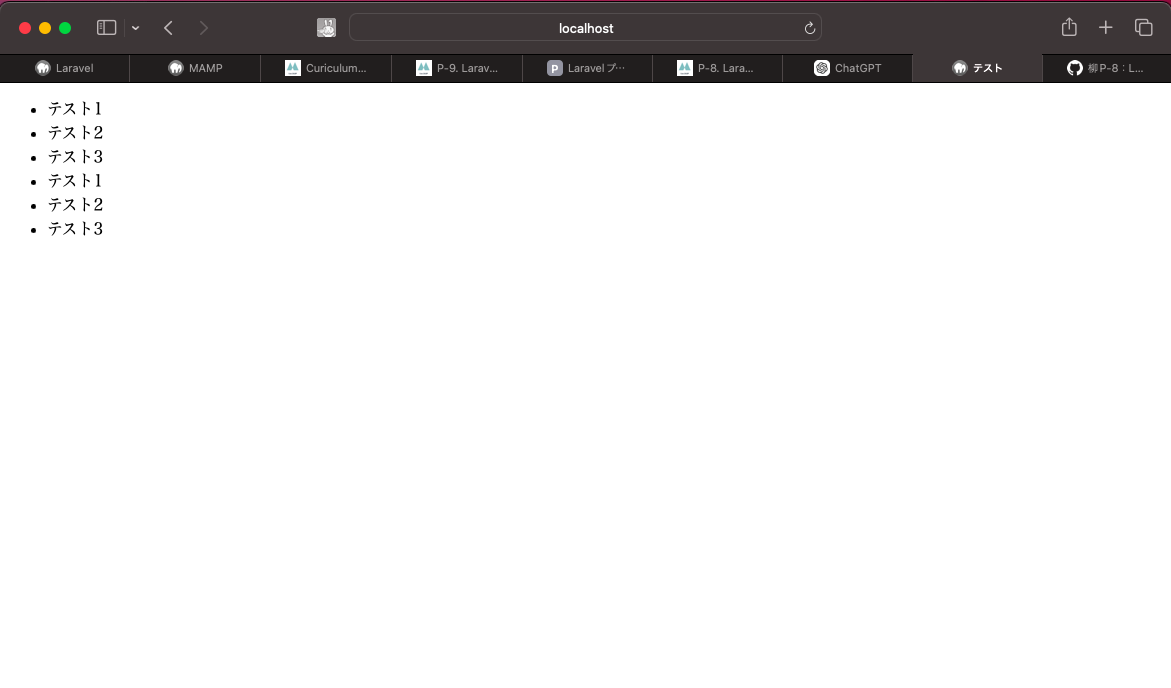 localhost
Laravel
MAMP
Curiculum...
P-9. Larav...
P Laravel プ…
P-8. Lara...
ChatGPT
テスト
柳 P-8 : L...
テスト1
テスト2
テスト3
テスト1
テスト2
テスト3